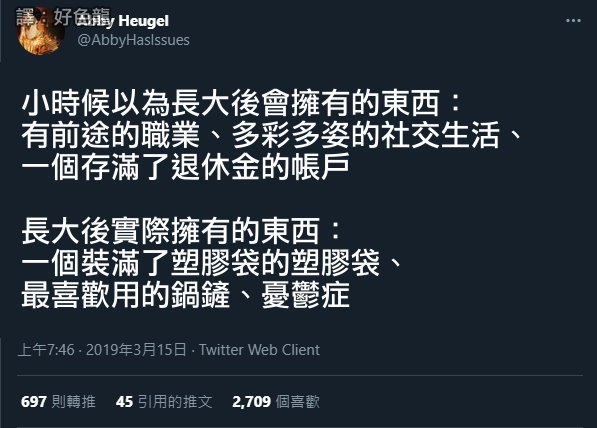 譯：好色龍
Abby Heugel
@AbbyHasIssues
小時候以為長大後會擁有的東西：
有前途的職業、多彩多姿的社交生活、
一個存滿了退休金的帳戶
長大後實際擁有的東西：
一個裝滿了塑膠袋的塑膠袋、
最喜歡用的鍋鏟、憂鬱症
上午7:46 · 2019年3月15日 · Twitter Web Client
697 則轉推 45 引用的推文 2,709 個喜歡